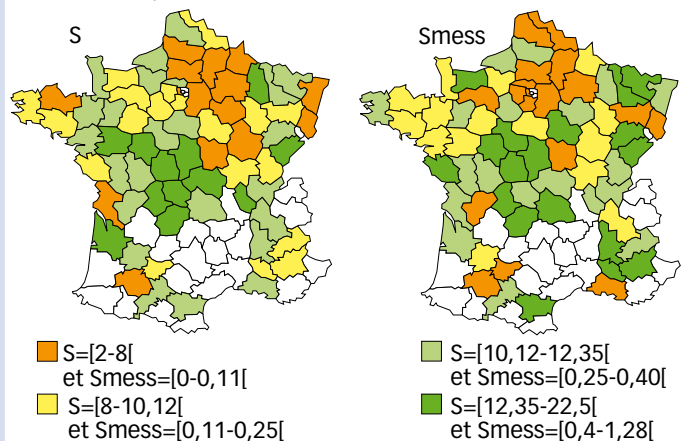 S
Smess
S=[2-8[
et Smess=[0-0,11[
S=[8-10,12[
et Smess=[0,11-0,25[
S=[10,12-12,35[
et Smess=[0,25-0,40[
S=[12,35-22,5[
et Smess=[0,4-1,28[